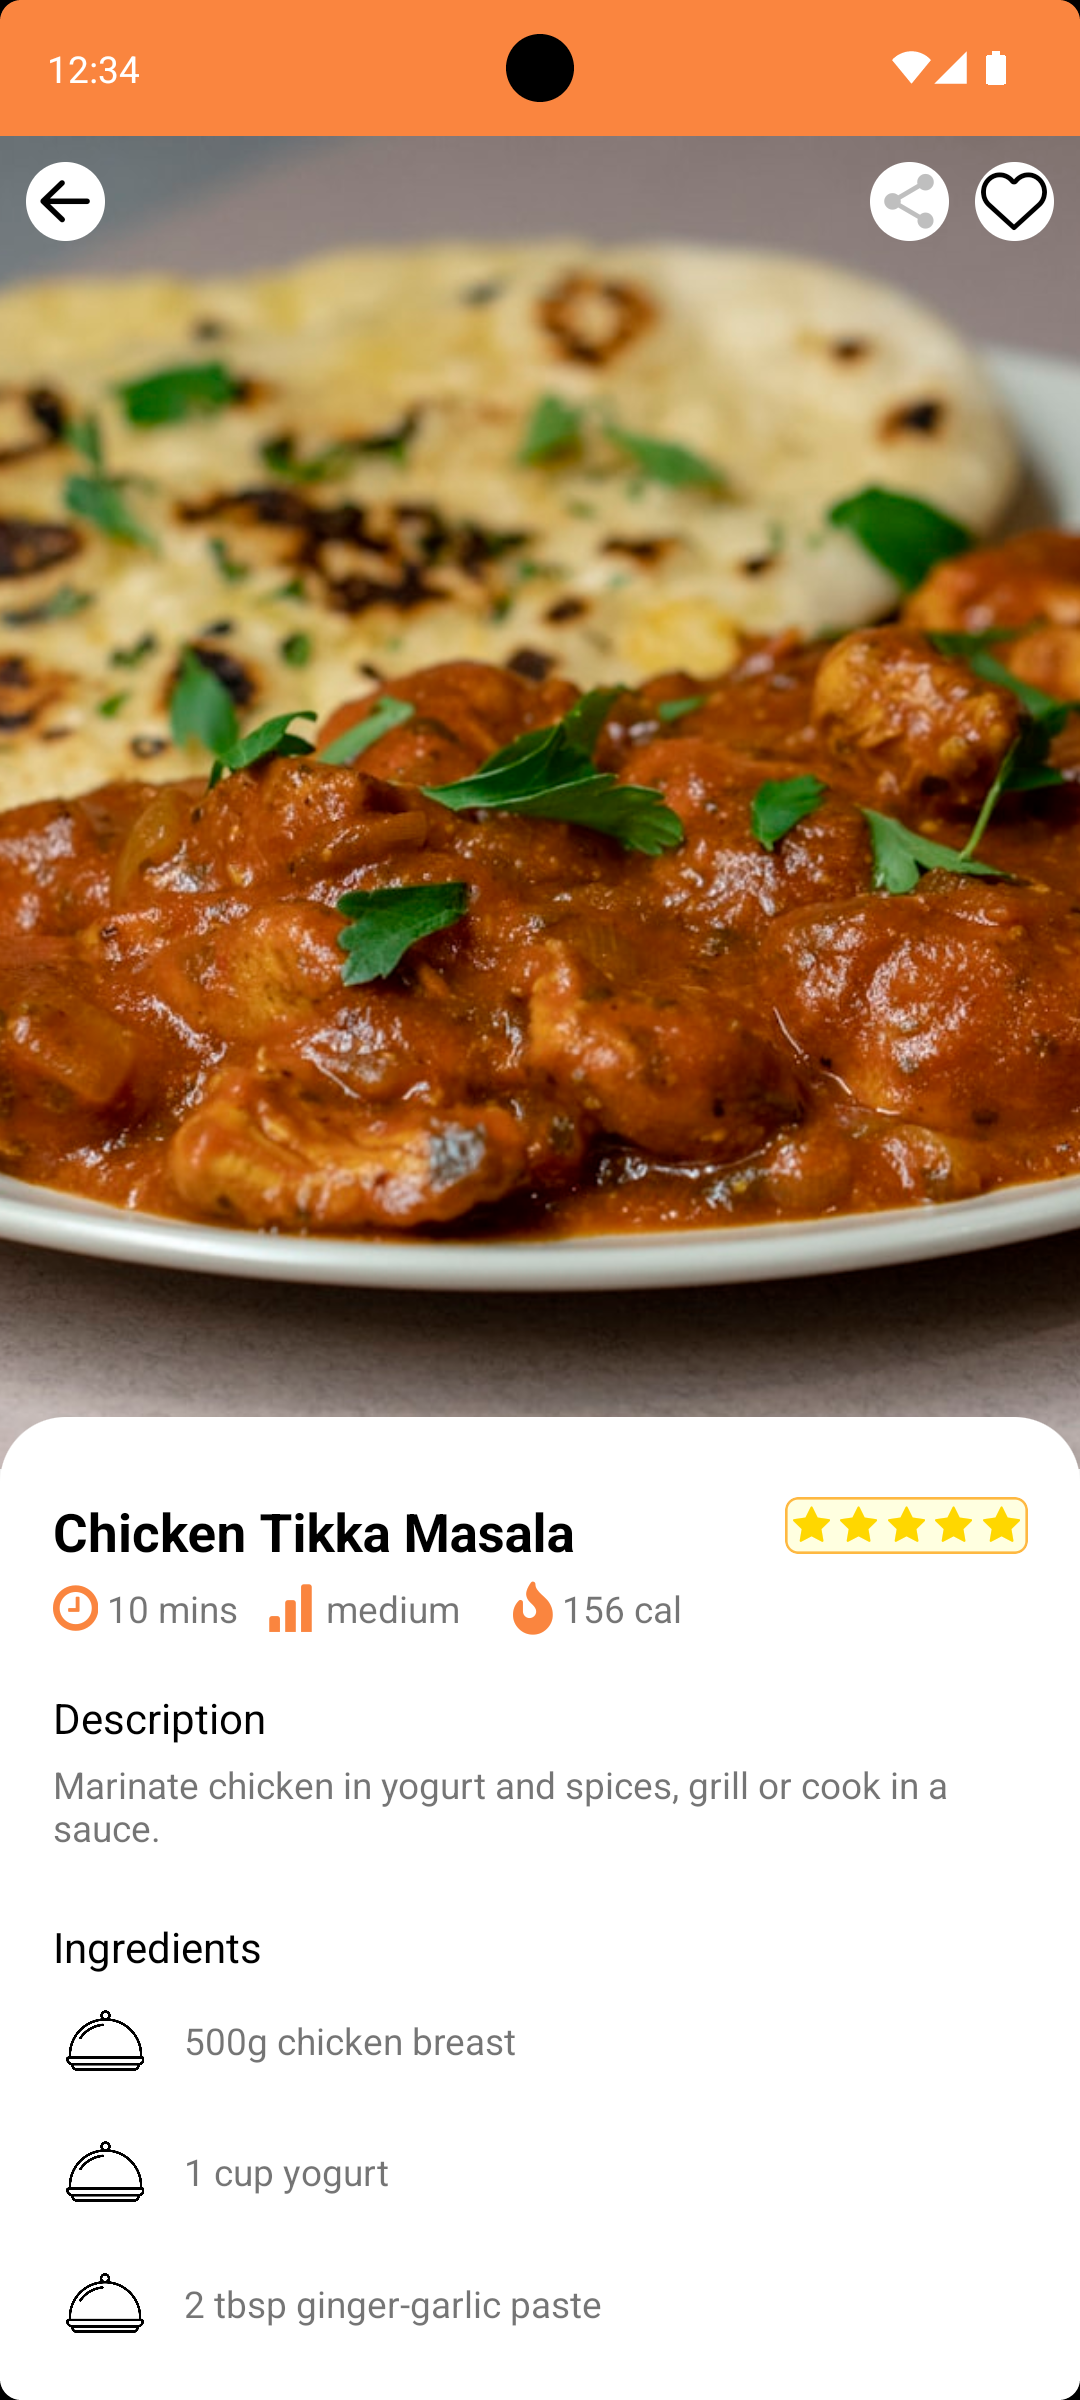 12:34
Chicken Tikka Masala
10 mins medium 156 cal
Description
Marinate chicken in yogurt and spices, grill or cook in a
sauce.
Ingredients
500g chicken breast
1 cup yogurt
2 tbsp ginger-garlic paste